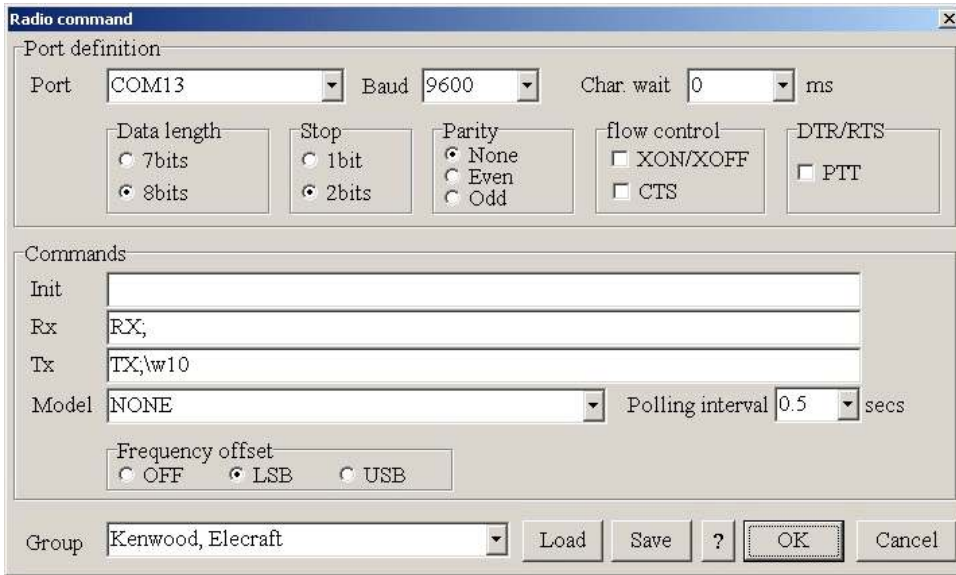 Radio command
Port definition
Port COM13 Baud 9600 Char. wait 0 ms
Data length Stop Parity flow control DTR/RTS
7bits 1bit None XON/XOFF PTT
8bits 2bits Even CTS
Odd
Commands
Init
Rx RX;
Tx TX;\w10
Model NONE Polling interval 0.5 secs
Frequency offset
OFF LSB USB
Group Kenwood, Elecraft Load Save ? OK Cancel